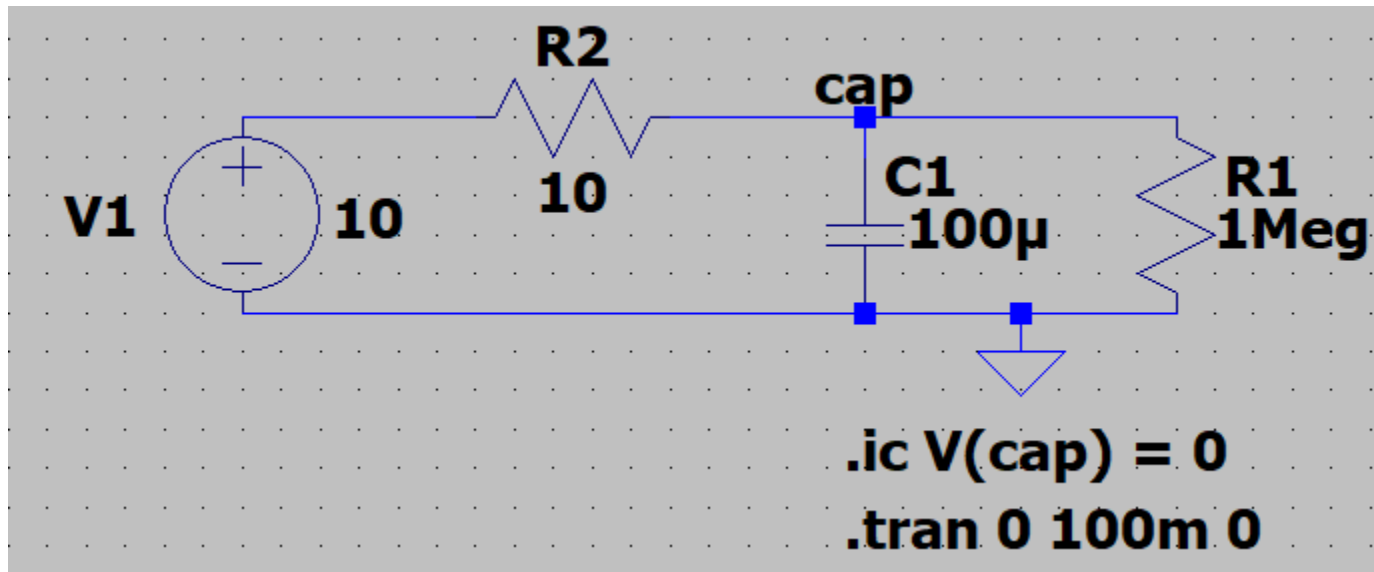 R2
cap
10
V1
10
C1
100µ
R1
1Meg
.ic V(cap) = 0
.tran 0 100m 0